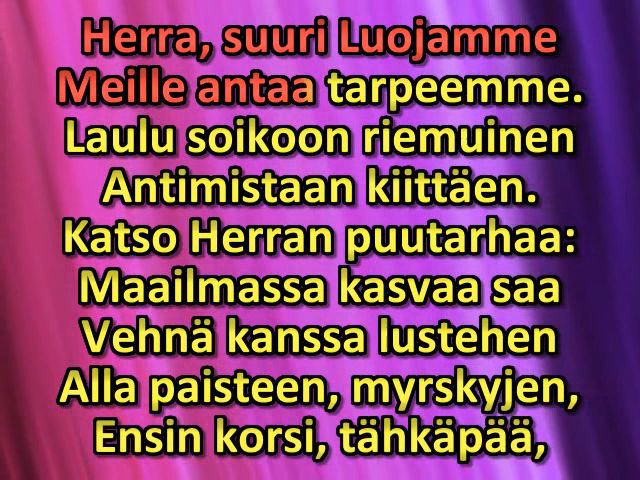 Herra, suuri Luojamme
Meille antaa tarpeemme.
Laulu soikoon riemuinen
Antimistaan kiittäen.
Katso Herran puutarhaa:
Maailmassa kasvaa saa
Vehnä kanssa lustehen
Alla paisteen, myrskyjen,
Ensin korsi, tähkäpää,